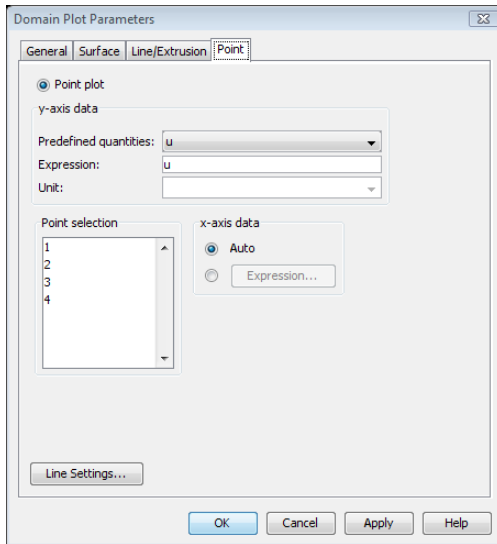 Domain Plot Parameters
General Surface Line/Extrusion Point
Point plot
y-axis data
Predefined quantities: u
Expression: u
Unit:
Point selection
1
2
3
4
x-axis data
Auto
Expression...
Line Settings...
OK Cancel Apply Help